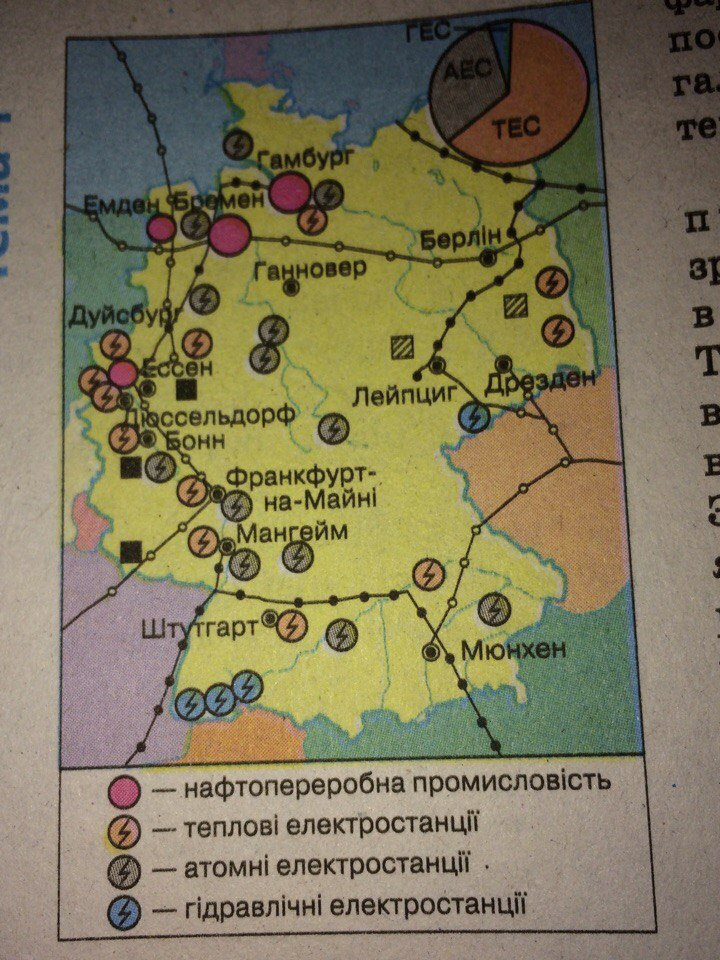 ГЕС
АЕС
ТЕС
Гамбург
Емден
Бремен
Берлін
Ганновер
Дуйсбург
Ессен
Лейпциг
Дрезден
Дюссельдорф
Бонн
Франкфурт-
на-Майні
Мангейм
Штутгарт
Мюнхен
— нафтопереробна промисловість
— теплові електростанції
— атомні електростанції
— гідравлічні електростанції